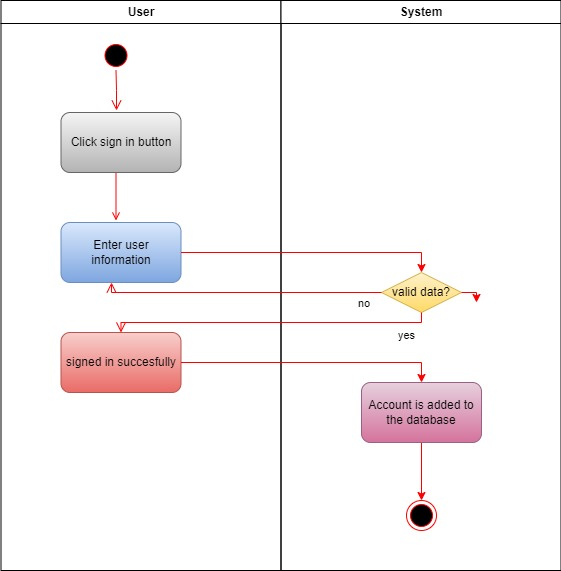 User
System
Click sign in button
Enter user
information
valid data?
no
yes
signed in succesfully
Account is added to
the database